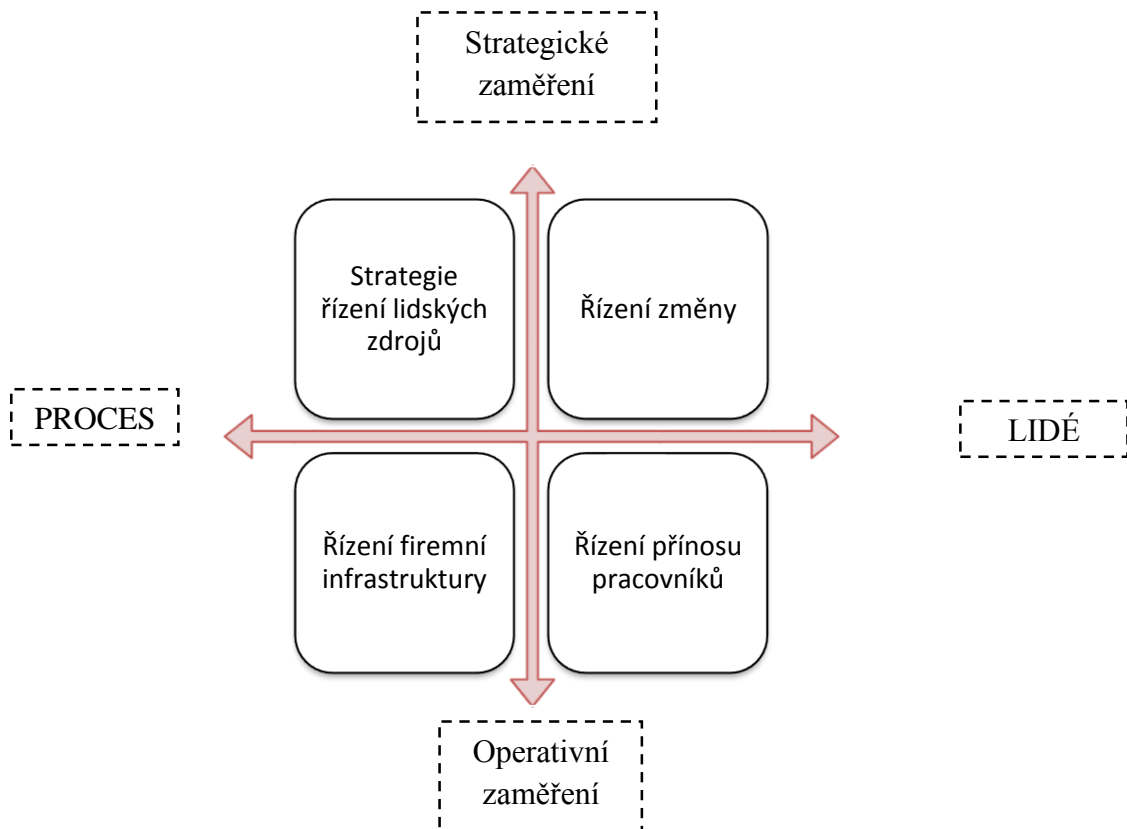 Strategické
zaměření
Strategie
řízení lidských
zdrojů
Řízení změny
PROCES
LIDÉ
Řízení firemní
infrastruktury
Řízení přínosu
pracovníků
Operativní
zaměření